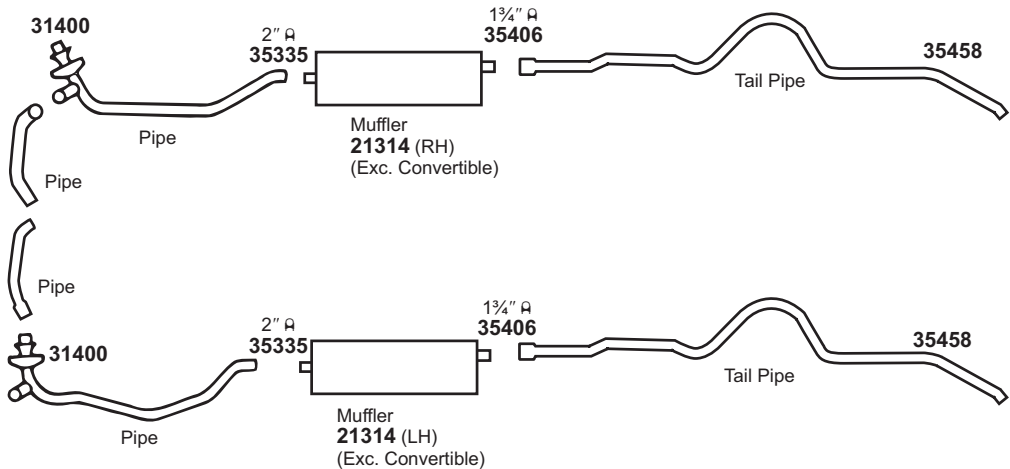 31400
2″
35335
1¾″
35406
35458
Tail Pipe
Pipe
Muffler
21314 (RH)
(Exc. Convertible)
Pipe
Pipe
31400
2″
35335
1¾″
35406
35458
Tail Pipe
Pipe
Muffler
21314 (LH)
(Exc. Convertible)